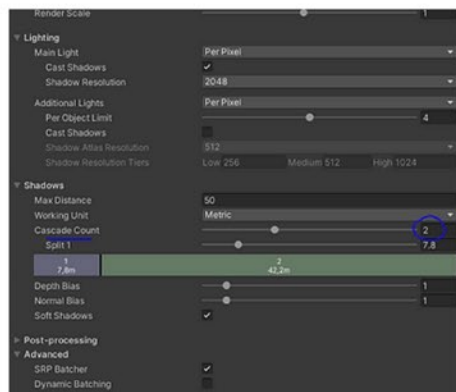 Render Scale 1
Lighting
Main Light Per Pixel
Cast Shadows
Shadow Resolution 2048
Additional Lights Per Pixel
Per Object Limit 4
Cast Shadows
Shadow Atlas Resolution 512
Shadow Resolution Tiers Low 256 Medium 512 High 1024
Shadows
Max Distance 50
Working Unit Metric
Cascade Count 2
Split 1 7.8
1 2
7,8m 42,2m
Depth Bias 1
Normal Bias 1
Soft Shadows
Post-processing
Advanced
SRP Batcher
Dynamic Batching